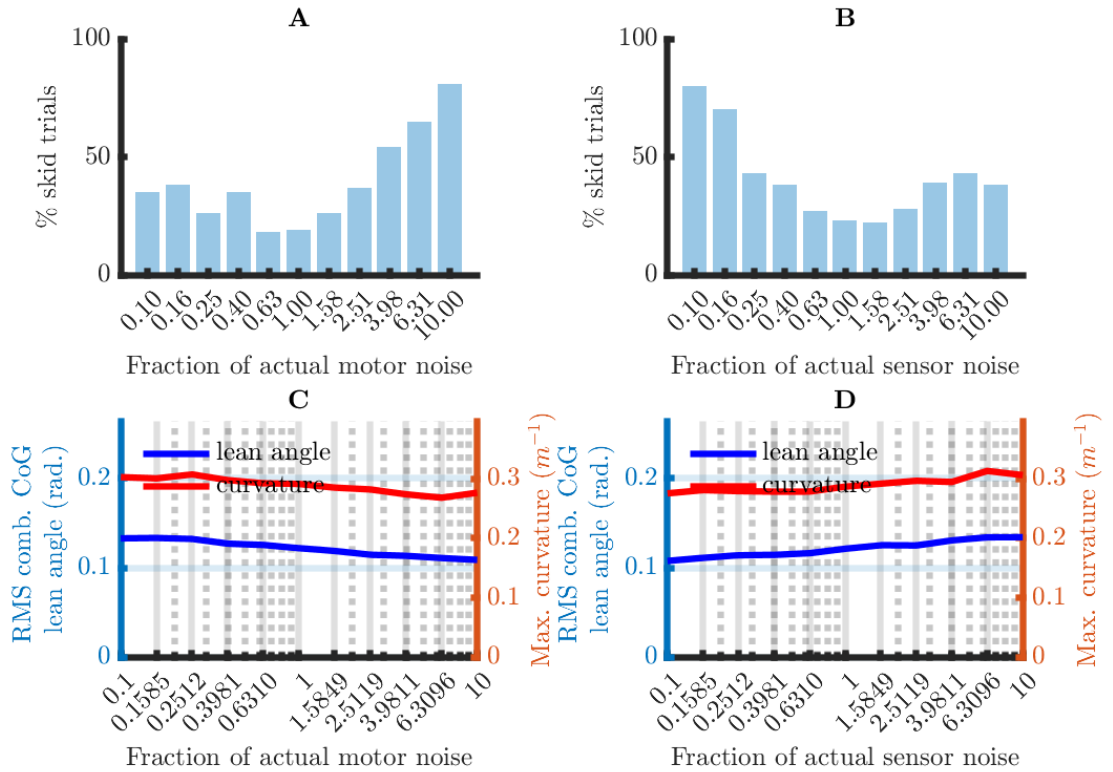 A
% skid trials
100
50
0
0.10 0.16 0.25 0.40 0.63 1.00 1.58 2.51 3.98 6.31 10.00
Fraction of actual motor noise
B
% skid trials
100
50
0
0.10 0.16 0.25 0.40 0.63 1.00 1.58 2.51 3.98 6.31 10.00
Fraction of actual sensor noise
C
RMS comb. CoG
lean angle (rad.)
0.2
0.1
0
lean angle
curvature
0.3
0.2
0.1
0
Max. curvature (m⁻¹)
0.1 0.1585 0.2512 0.3981 0.6310 1 1.5849 2.5119 3.9811 6.3096 10
Fraction of actual motor noise
D
RMS comb. CoG
lean angle (rad.)
0.2
0.1
0
lean angle
curvature
0.3
0.2
0.1
0
Max. curvature (m⁻¹)
0.1 0.1585 0.2512 0.3981 0.6310 1 1.5849 2.5119 3.9811 6.3096 10
Fraction of actual sensor noise